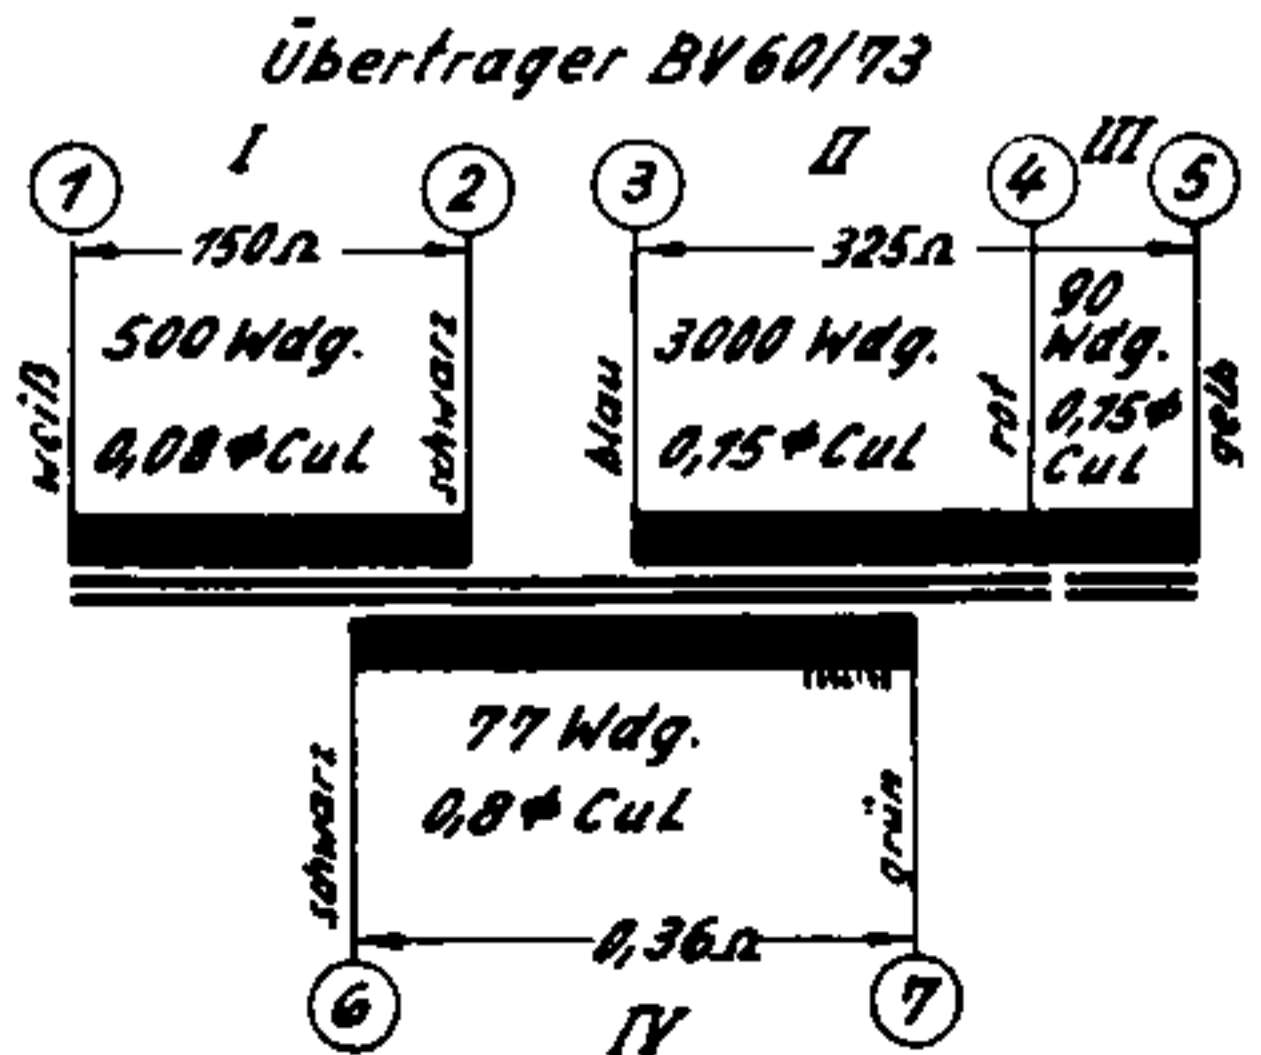 Übertrager BV60/73
I II III
1 2 3 4 5
150Ω 325Ω
500 Wdg. 3000 Wdg. 90 Wdg.
0,08 ϕ CuL 0,15 ϕ CuL 0,15 ϕ CuL
weiß schwarz blau rot gelb
77 Wdg.
0,8 ϕ CuL
schwarz grün
0,36Ω
6 7
IV